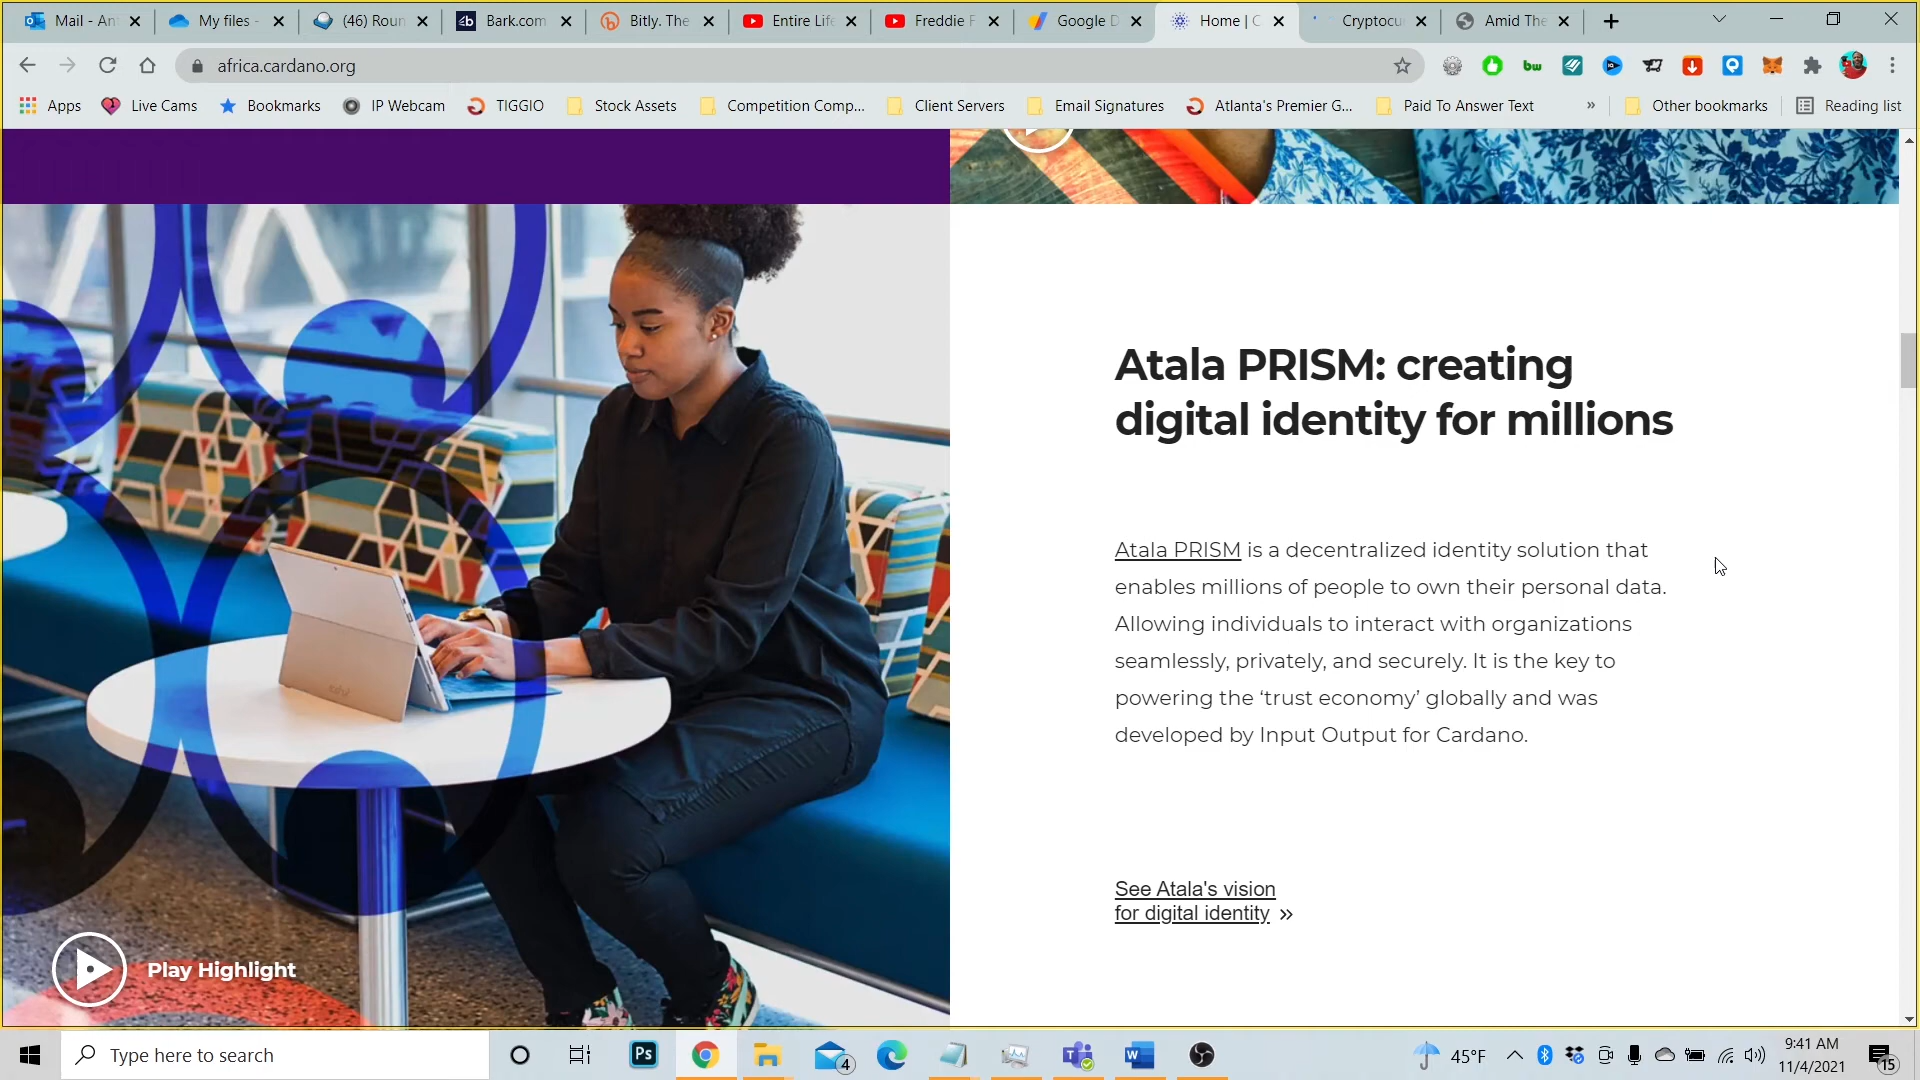 Mail - Ant
My files -
(46) Roun
Bark.com
Bitly. The
Entire Life
Freddie F
Google D
Home | C
Cryptocu
Amid The
africa.cardano.org
Apps
Live Cams
Bookmarks
IP Webcam
TIGGIO
Stock Assets
Competition Comp...
Client Servers
Email Signatures
Atlanta's Premier G...
Paid To Answer Text
»
Other bookmarks
Reading list
Atala PRISM: creating
digital identity for millions
Atala PRISM is a decentralized identity solution that
enables millions of people to own their personal data.
Allowing individuals to interact with organizations
seamlessly, privately, and securely. It is the key to
powering the ‘trust economy’ globally and was
developed by Input Output for Cardano.
See Atala's vision
for digital identity »
Play Highlight
Type here to search
Ps
4
W
45°F
9:41 AM
11/4/2021
15